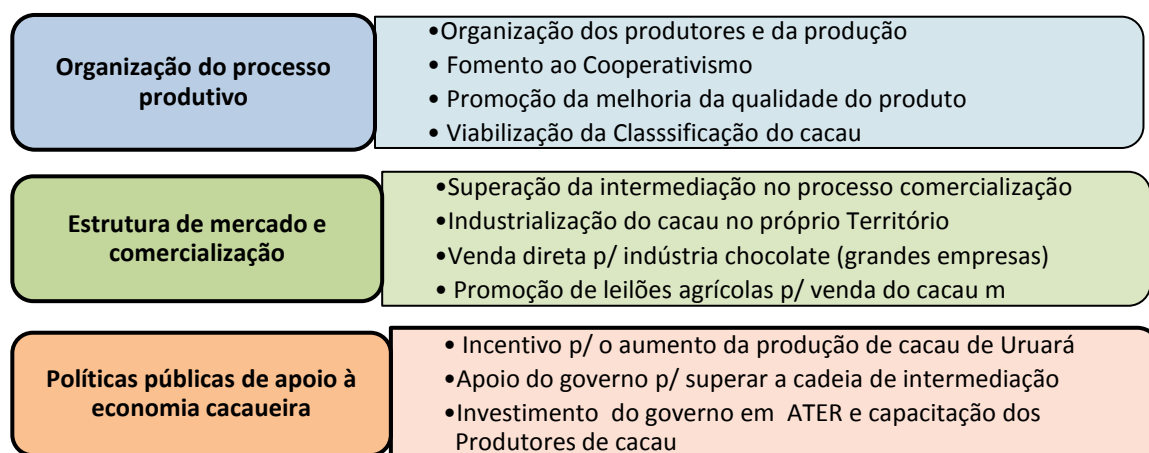 Organização do processo
produtivo
•Organização dos produtores e da produção
• Fomento ao Cooperativismo
• Promoção da melhoria da qualidade do produto
• Viabilização da Classsificação do cacau
Estrutura de mercado e
comercialização
•Superação da intermediação no processo comercialização
•Industrialização do cacau no próprio Território
•Venda direta p/ indústria chocolate (grandes empresas)
• Promoção de leilões agrícolas p/ venda do cacau m
Políticas públicas de apoio à
economia cacaueira
• Incentivo p/ o aumento da produção de cacau de Uruará
•Apoio do governo p/ superar a cadeia de intermediação
•Investimento do governo em ATER e capacitação dos
Produtores de cacau